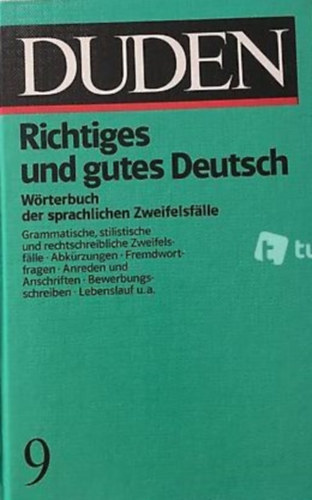 DUDEN
Richtiges
und gutes Deutsch
Wörterbuch
der sprachlichen Zweifelsfälle
Grammatische, stilistische
und rechtschreibliche Zweifels-
fälle · Abkürzungen · Fremdwort-
fragen · Anreden und
Anschriften · Bewerbungs-
schreiben · Lebenslauf u. a.
9